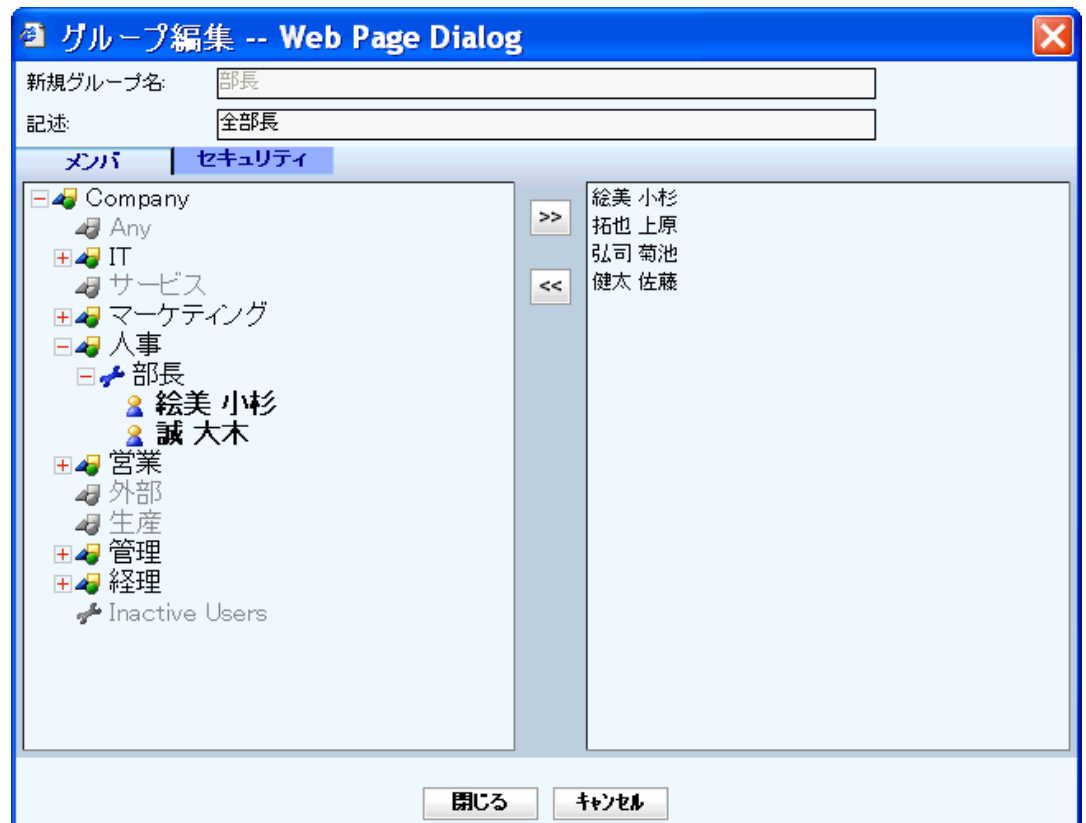 グループ編集 -- Web Page Dialog
新規グループ名: 部長
記述: 全部長
メンバ セキュリティ
Company
Any
IT
サービス
マーケティング
人事
部長
絵美 小杉
誠 大木
営業
外部
生産
管理
経理
Inactive Users
>>
<<
絵美 小杉
拓也 上原
弘司 菊池
健太 佐藤
閉じる キャンセル